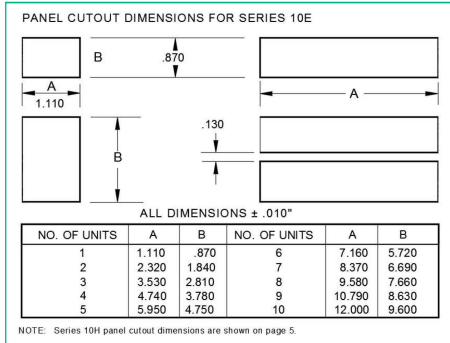 PANEL CUTOUT DIMENSIONS FOR SERIES 10E
B .870
A A
1.110
.130
B
ALL DIMENSIONS ± .010"
NO. OF UNITS A B NO. OF UNITS A B
1 1.110 .870 6 7.160 5.720
2 2.320 1.840 7 8.370 6.690
3 3.530 2.810 8 9.580 7.660
4 4.740 3.780 9 10.790 8.630
5 5.950 4.750 10 12.000 9.600
NOTE: Series 10H panel cutout dimensions are shown on page 5.